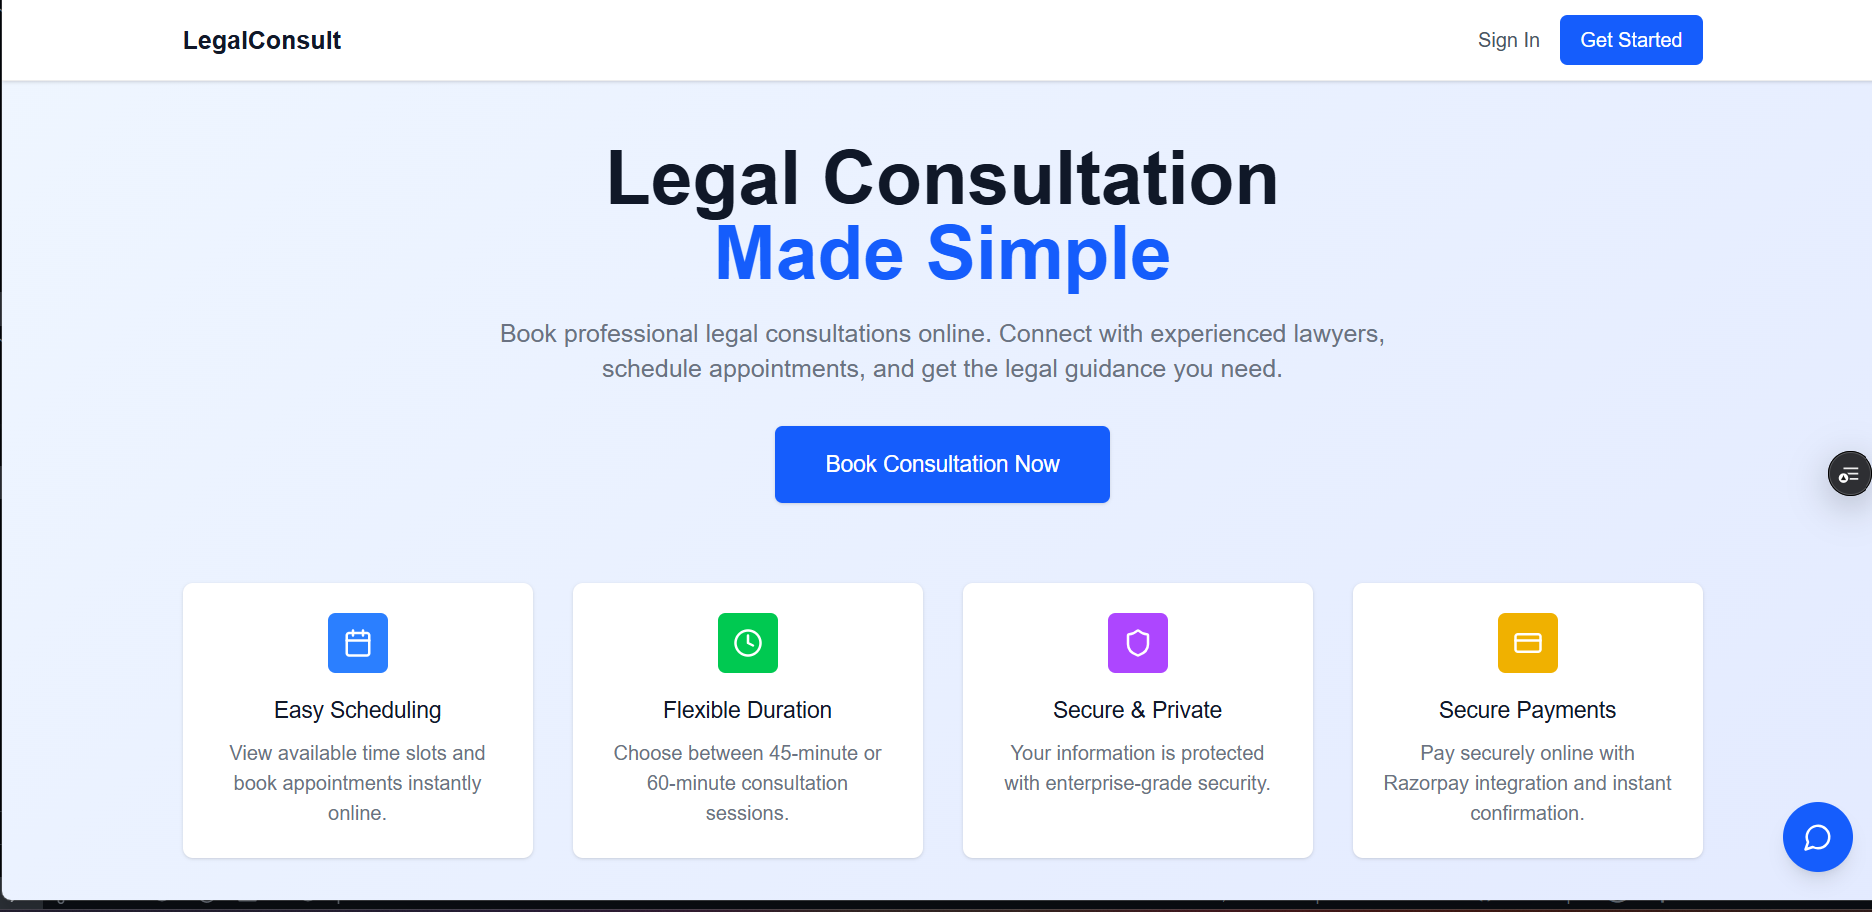 LegalConsult
Sign In
Get Started
Legal Consultation
Made Simple
Book professional legal consultations online. Connect with experienced lawyers,
schedule appointments, and get the legal guidance you need.
Book Consultation Now
Easy Scheduling
View available time slots and
book appointments instantly
online.
Flexible Duration
Choose between 45-minute or
60-minute consultation
sessions.
Secure & Private
Your information is protected
with enterprise-grade security.
Secure Payments
Pay securely online with
Razorpay integration and instant
confirmation.